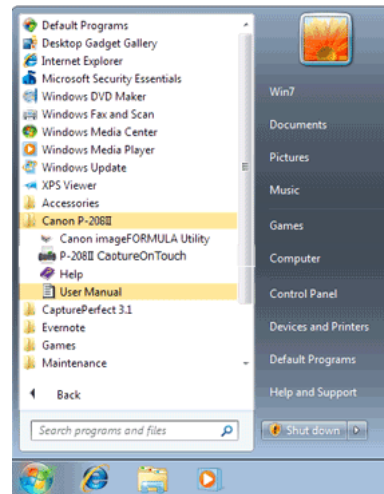 Default Programs
Desktop Gadget Gallery
Internet Explorer
Microsoft Security Essentials
Windows DVD Maker
Windows Fax and Scan
Windows Media Center
Windows Media Player
Windows Update
XPS Viewer
Accessories
Canon P-208II
Canon imageFORMULA Utility
P-208II CaptureOnTouch
Help
User Manual
CapturePerfect 3.1
Evernote
Games
Maintenance
Back
Search programs and files
Win7
Documents
Pictures
Music
Games
Computer
Control Panel
Devices and Printers
Default Programs
Help and Support
Shut down